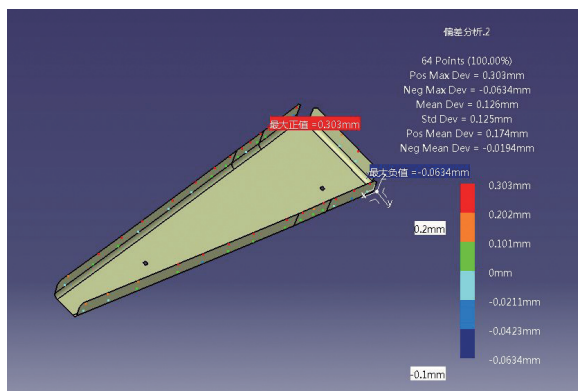 偏差分析.2
64 Points (100.00%)
Pos Max Dev = 0.303mm
Neg Max Dev = -0.0634mm
Mean Dev = 0.126mm
Std Dev = 0.125mm
Pos Mean Dev = 0.174mm
Neg Mean Dev = -0.0194mm
最大正值 =0.303mm
最大负值 =-0.0634mm
x
y
0.303mm
0.202mm
0.2mm
0.101mm
0mm
-0.0211mm
-0.0423mm
-0.0634mm
-0.1mm